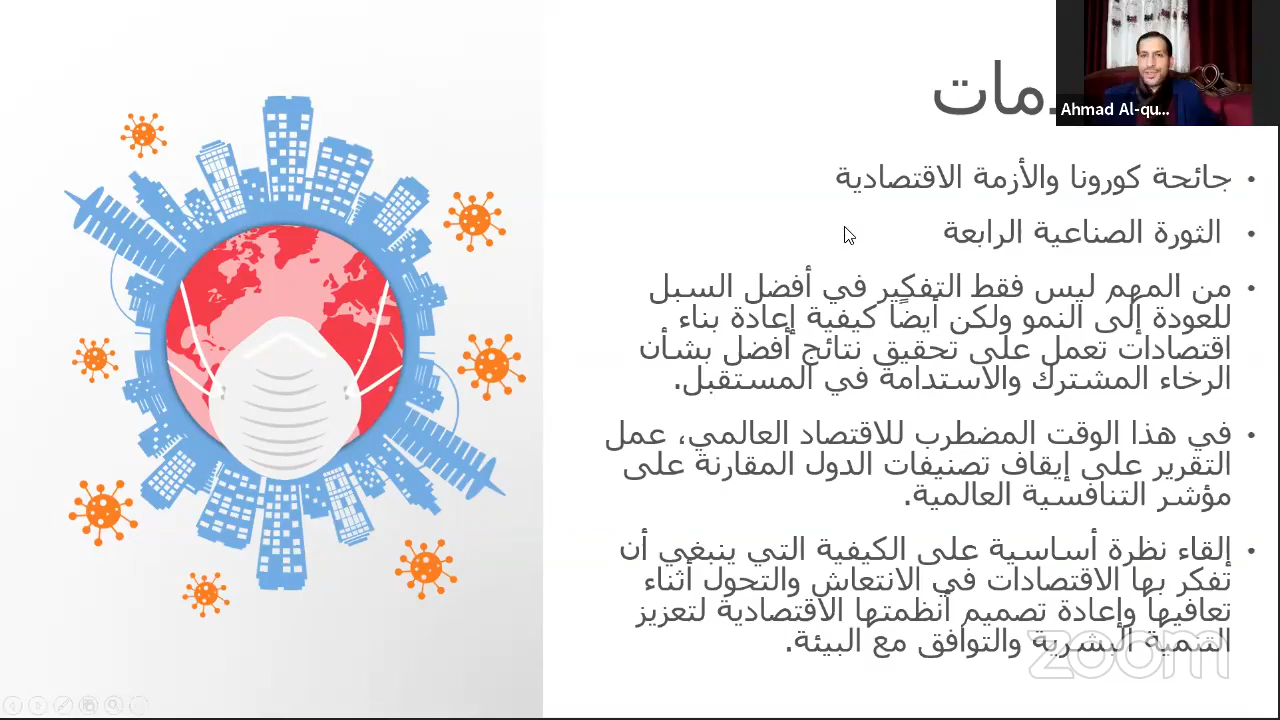 جائحة كورونا والأزمة الاقتصادية
الثورة الصناعية الرابعة
من المهم ليس فقط التفكير في أفضل السبل
للعودة إلى النمو ولكن أيضاً كيفية إعادة بناء
اقتصادات تعمل على تحقيق نتائج أفضل بشأن
الرخاء المشترك والاستدامة في المستقبل.
في هذا الوقت المضطرب للاقتصاد العالمي، عمل
التقرير على إيقاف تصنيفات الدول المقارنة على
مؤشر التنافسية العالمية.
إلقاء نظرة أساسية على الكيفية التي ينبغي أن
تفكر بها الاقتصادات في الانتعاش والتحول أثناء
تعافيها وإعادة تصميم أنظمتها الاقتصادية لتعزيز
التنمية البشرية والتوافق مع البيئة.
Ahmad Al-qu...
zoom